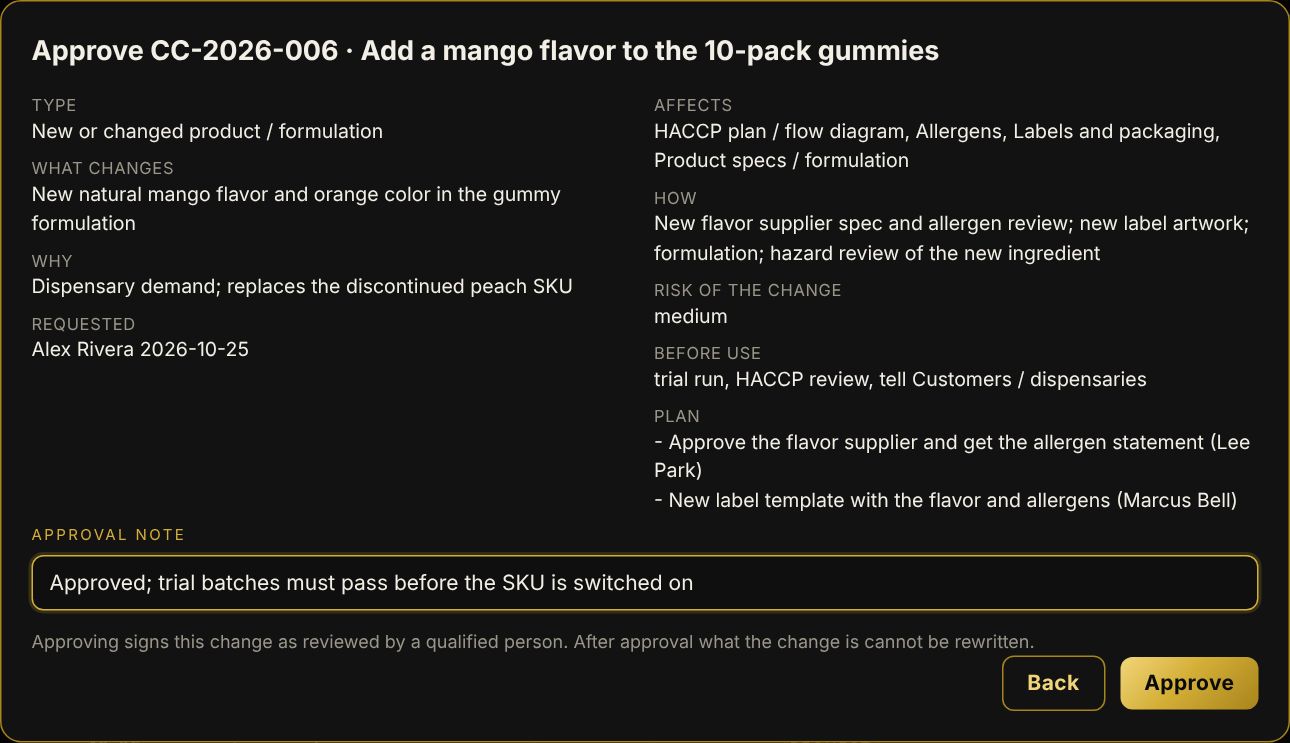 Approve CC-2026-006 · Add a mango flavor to the 10-pack gummies
TYPE
New or changed product / formulation
WHAT CHANGES
New natural mango flavor and orange color in the gummy
formulation
WHY
Dispensary demand; replaces the discontinued peach SKU
REQUESTED
Alex Rivera 2026-10-25
AFFECTS
HACCP plan / flow diagram, Allergens, Labels and packaging,
Product specs / formulation
HOW
New flavor supplier spec and allergen review; new label artwork;
formulation; hazard review of the new ingredient
RISK OF THE CHANGE
medium
BEFORE USE
trial run, HACCP review, tell Customers / dispensaries
PLAN
- Approve the flavor supplier and get the allergen statement (Lee
Park)
- New label template with the flavor and allergens (Marcus Bell)
APPROVAL NOTE
Approved; trial batches must pass before the SKU is switched on
Approving signs this change as reviewed by a qualified person. After approval what the change is cannot be rewritten.
Back
Approve